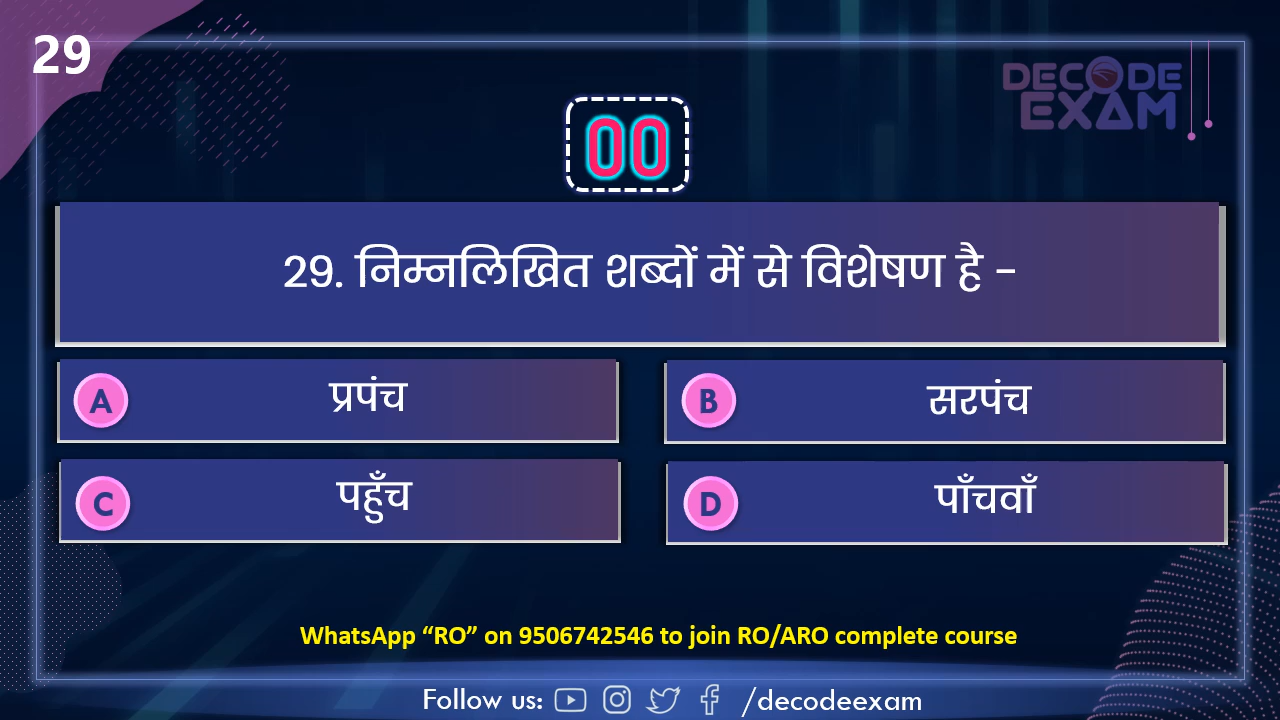 29
DECODE
EXAM
00
29. निम्नलिखित शब्दों में से विशेषण है -
A प्रपंच
B सरपंच
C पहुँच
D पाँचवाँ
WhatsApp “RO” on 9506742546 to join RO/ARO complete course
Follow us: /decodeexam